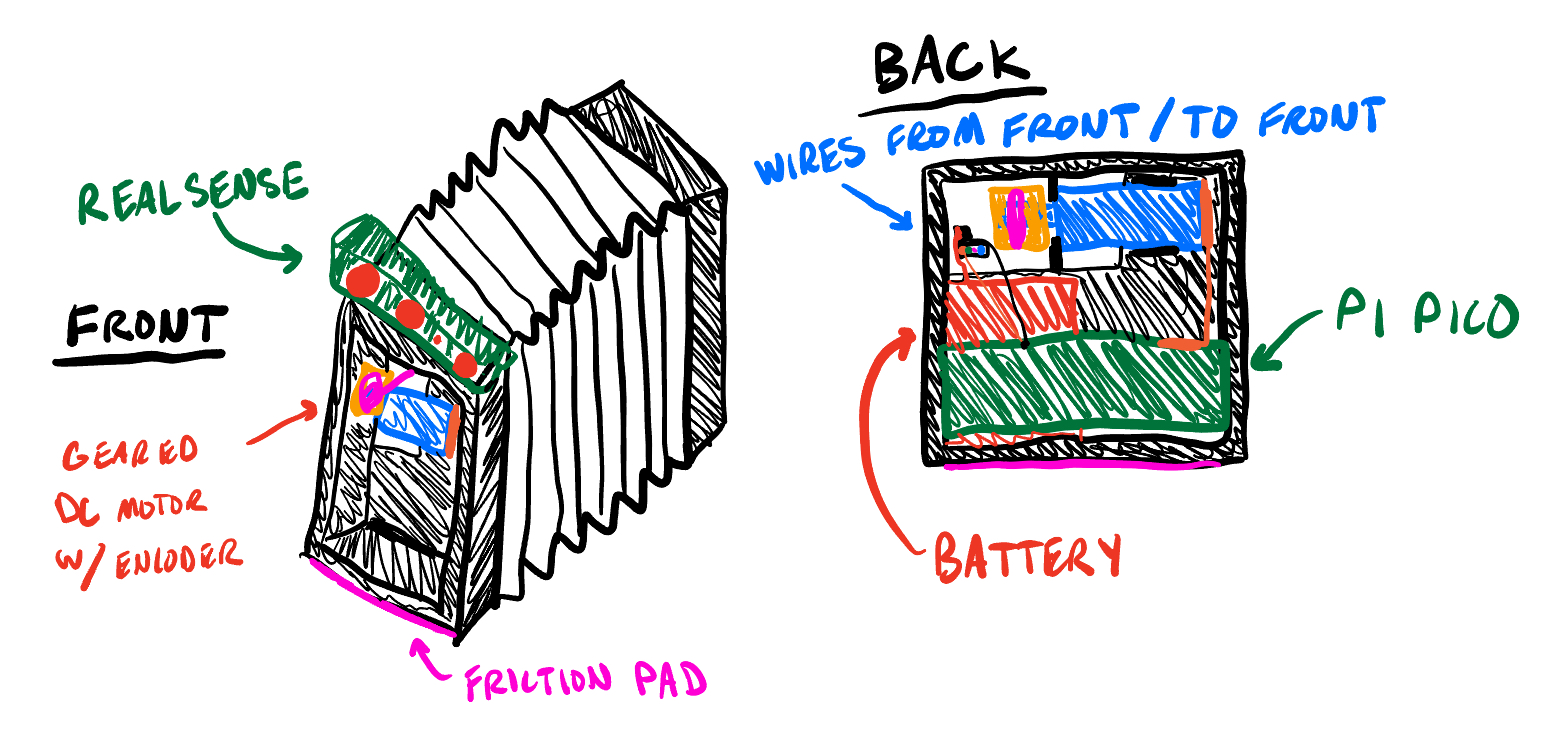 BACK
WIRES FROM FRONT / TO FRONT
REALSENSE
FRONT
PI PICO
GEARED
DC MOTOR
W/ ENCODER
BATTERY
FRICTION PAD